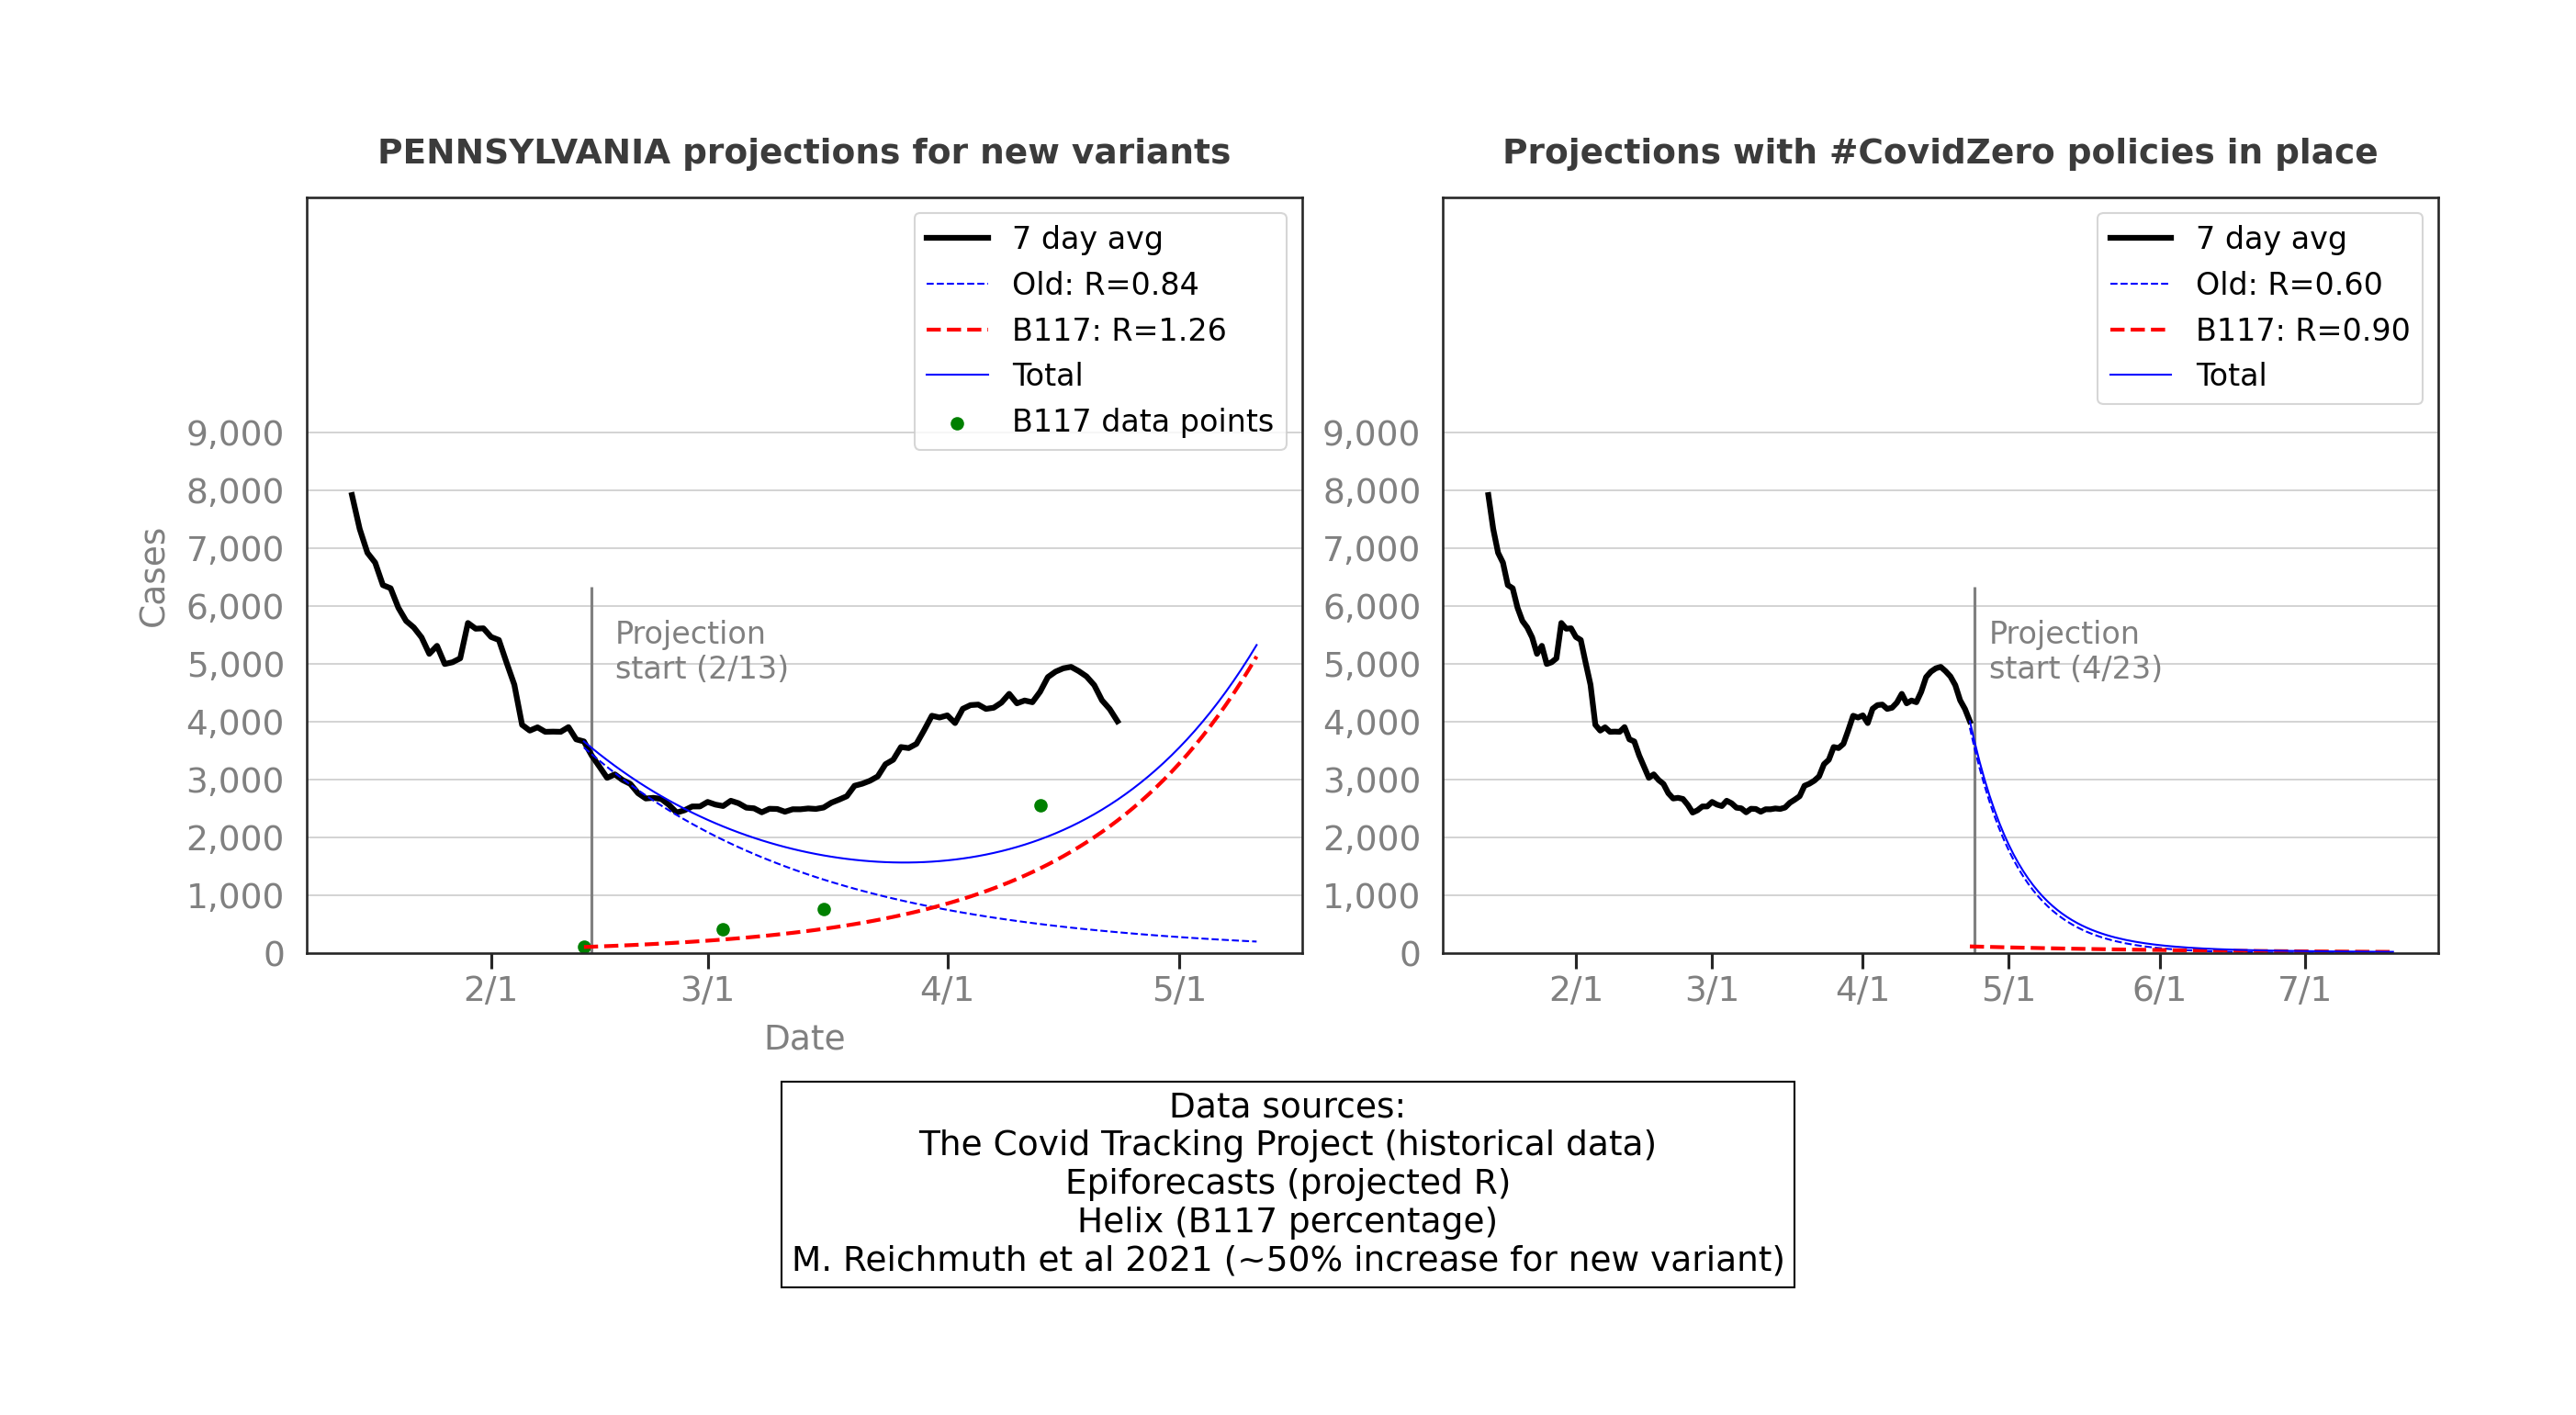 PENNSYLVANIA projections for new variants
7 day avg
Old: R=0.84
B117: R=1.26
Total
B117 data points
Cases
9,000
8,000
7,000
6,000
5,000
4,000
3,000
2,000
1,000
0
Projection
start (2/13)
2/1
3/1
4/1
5/1
Date
Projections with #CovidZero policies in place
7 day avg
Old: R=0.60
B117: R=0.90
Total
9,000
8,000
7,000
6,000
5,000
4,000
3,000
2,000
1,000
0
Projection
start (4/23)
2/1
3/1
4/1
5/1
6/1
7/1
Data sources:
The Covid Tracking Project (historical data)
Epiforecasts (projected R)
Helix (B117 percentage)
M. Reichmuth et al 2021 (~50% increase for new variant)